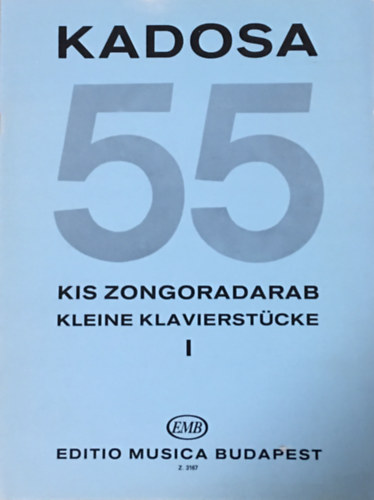 KADOSA
55
KIS ZONGORADARAB
KLEINE KLAVIERSTÜCKE
I
EMB
EDITIO MUSICA BUDAPEST
Z. 3167